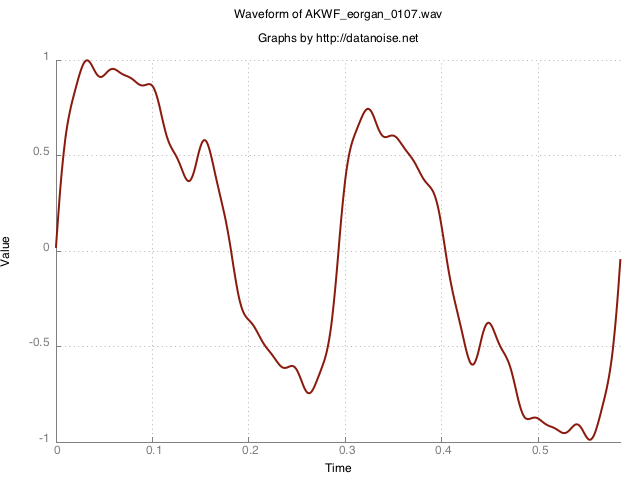 Waveform of AKWF_eorgan_0107.wav
Graphs by http://datanoise.net
1
0.5
0
-0.5
-1
Value
0 0.1 0.2 0.3 0.4 0.5
Time